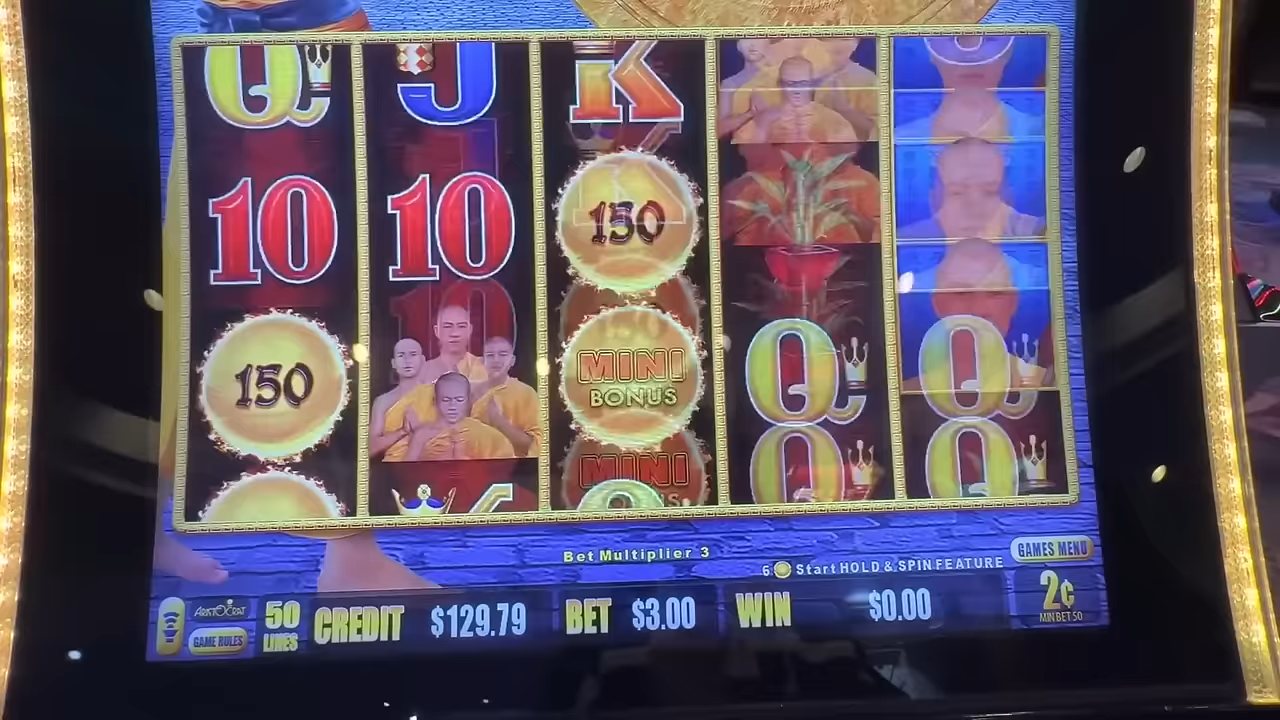 Q J K
10 10 150
150 MINI
BONUS Q Q
MINI Q Q
Bet Multiplier 3
6 Start HOLD & SPIN FEATURE
GAMES MENU
ARISTOCRAT
GAME RULES
50
LINES
CREDIT $129.79 BET $3.00 WIN $0.00
2¢
MIN BET 50